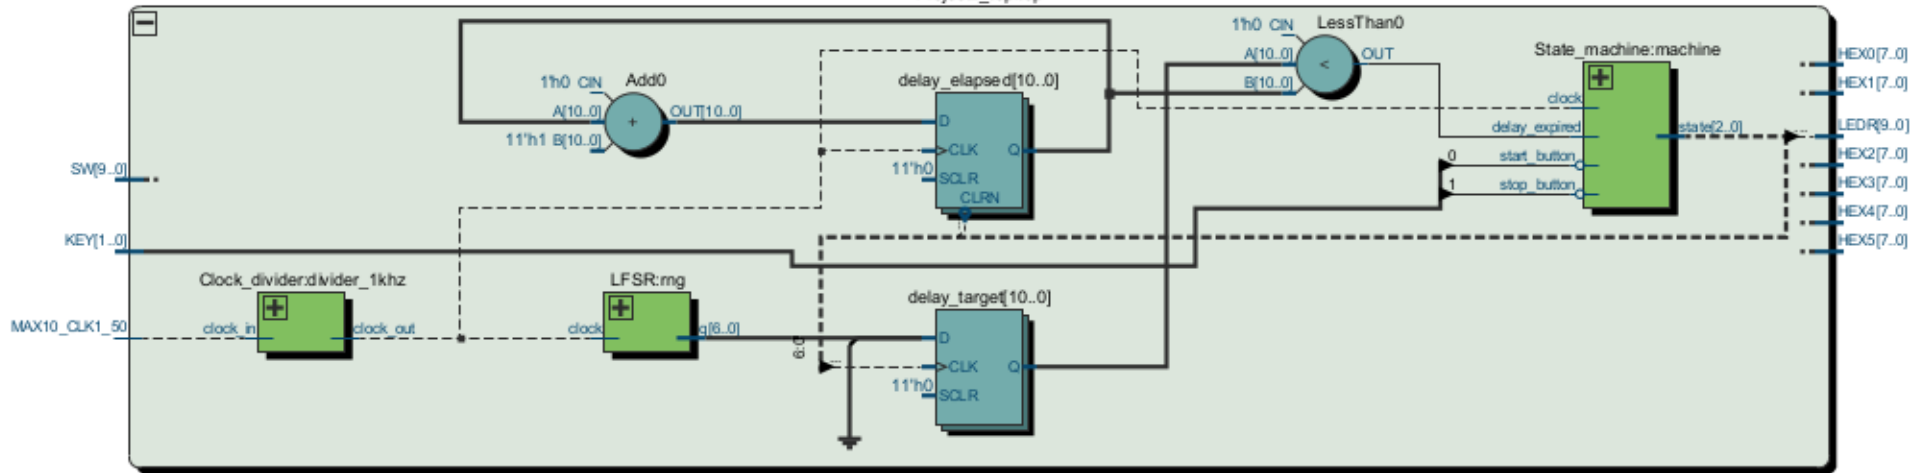 1'h0 CIN
LessThan0
A[10..0]
OUT
B[10..0]
<
State_machine:machine
clock
delay_expired
start_button
stop_button
state[2..0]
0
1
HEX0[7..0]
HEX1[7..0]
LEDR[9..0]
HEX2[7..0]
HEX3[7..0]
HEX4[7..0]
HEX5[7..0]
1'h0 CIN
Add0
A[10..0]
OUT[10..0]
11'h1 B[10..0]
+
delay_elapsed[10..0]
D
CLK
Q
11'h0
SCLR
CLRN
SW[9..0]
KEY[1..0]
MAX10_CLK1_50
Clock_divider:divider_1khz
clock_in
clock_out
LFSR:rng
clock
q[6..0]
delay_target[10..0]
D
CLK
Q
11'h0
SCLR